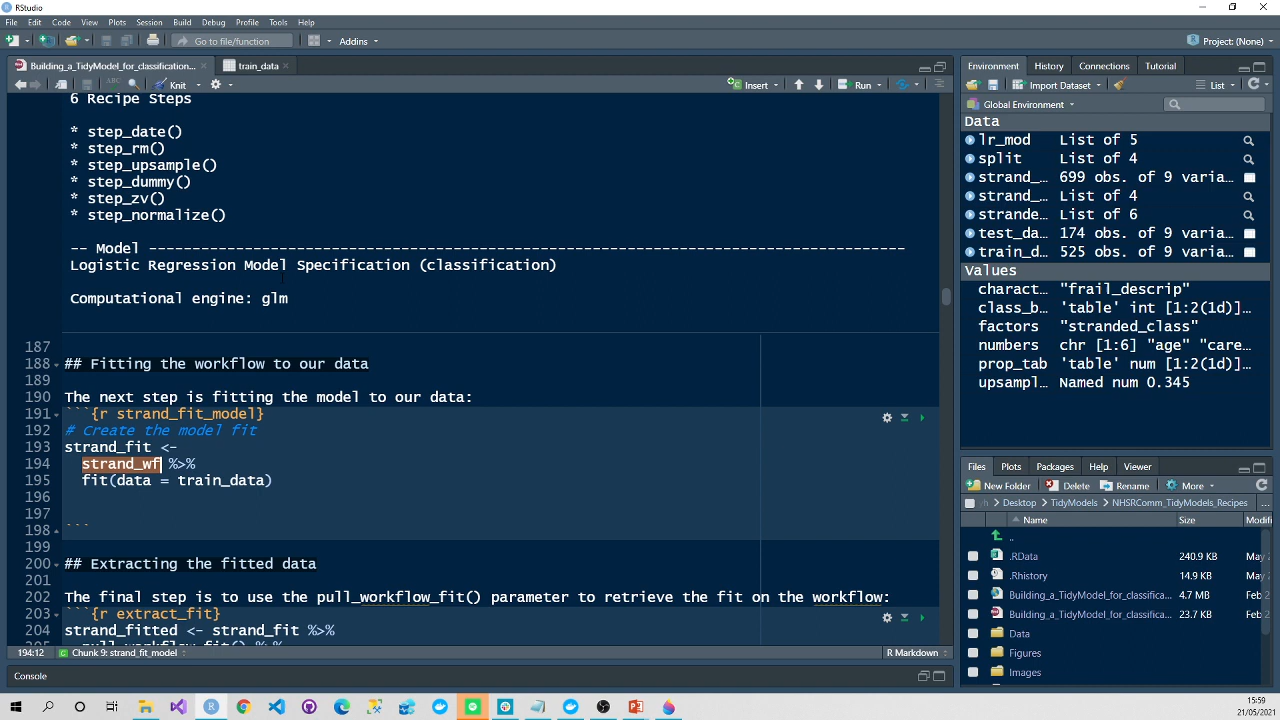 RStudio
File Edit Code View Plots Session Build Debug Profile Tools Help
Go to file/function
Addins
Project: (None)
Building_a_TidyModel_for_classification...
train_data
ABC
Knit
Insert
Run
6 Recipe Steps
* step_date()
* step_rm()
* step_upsample()
* step_dummy()
* step_zv()
* step_normalize()
-- Model ----------------------------------------------------------------------------------------
Logistic Regression Model Specification (classification)
Computational engine: glm
187
188 ## Fitting the workflow to our data
189
190 The next step is fitting the model to our data:
191 ```{r strand_fit_model}
192 # Create the model fit
193 strand_fit <-
194 strand_wf %>%
195 fit(data = train_data)
196
197
198 ```
199
200 ## Extracting the fitted data
201
202 The final step is to use the pull_workflow_fit() parameter to retrieve the fit on the workflow:
203 ```{r extract_fit}
204 strand_fitted <- strand_fit %>%
205 pull_workflow_fit() %>%
194:12
Chunk 9: strand_fit_model
R Markdown
Console
Environment History Connections Tutorial
Import Dataset
List
Global Environment
Data
lr_mod List of 5
split List of 4
strand_... 699 obs. of 9 varia...
strand_... List of 4
strande... List of 6
test_da... 174 obs. of 9 varia...
train_d... 525 obs. of 9 varia...
Values
charact... "frail_descrip"
class_b... 'table' int [1:2(1d)]...
factors "stranded_class"
numbers chr [1:6] "age" "care...
prop_tab 'table' num [1:2(1d)]...
upsampl... Named num 0.345
Files Plots Packages Help Viewer
New Folder Delete Rename More
h Desktop TidyModels NHSRComm_TidyModels_Recipes ...
Name Size Modifi
..
.RData 240.9 KB May 2
.Rhistory 14.9 KB May 2
Building_a_TidyModel_for_classifica... 4.7 MB Feb 2
Building_a_TidyModel_for_classifica... 23.7 KB Feb 2
Data
Figures
Images
15:59
21/05/2021